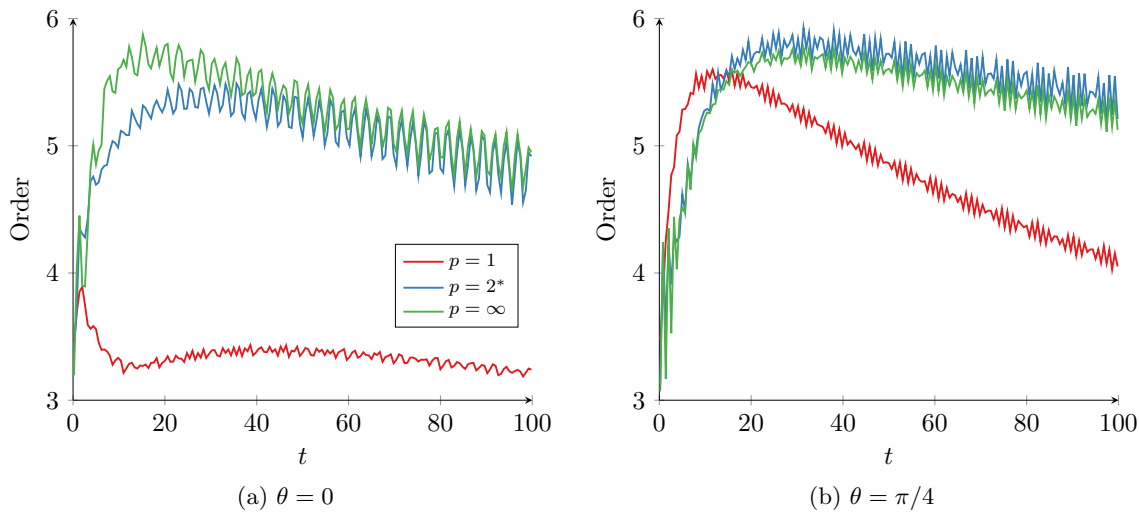 6
5
4
3
Order
0 20 40 60 80 100
t
p = 1
p = 2*
p = ∞
(a) θ = 0
6
5
4
3
Order
0 20 40 60 80 100
t
(b) θ = π/4